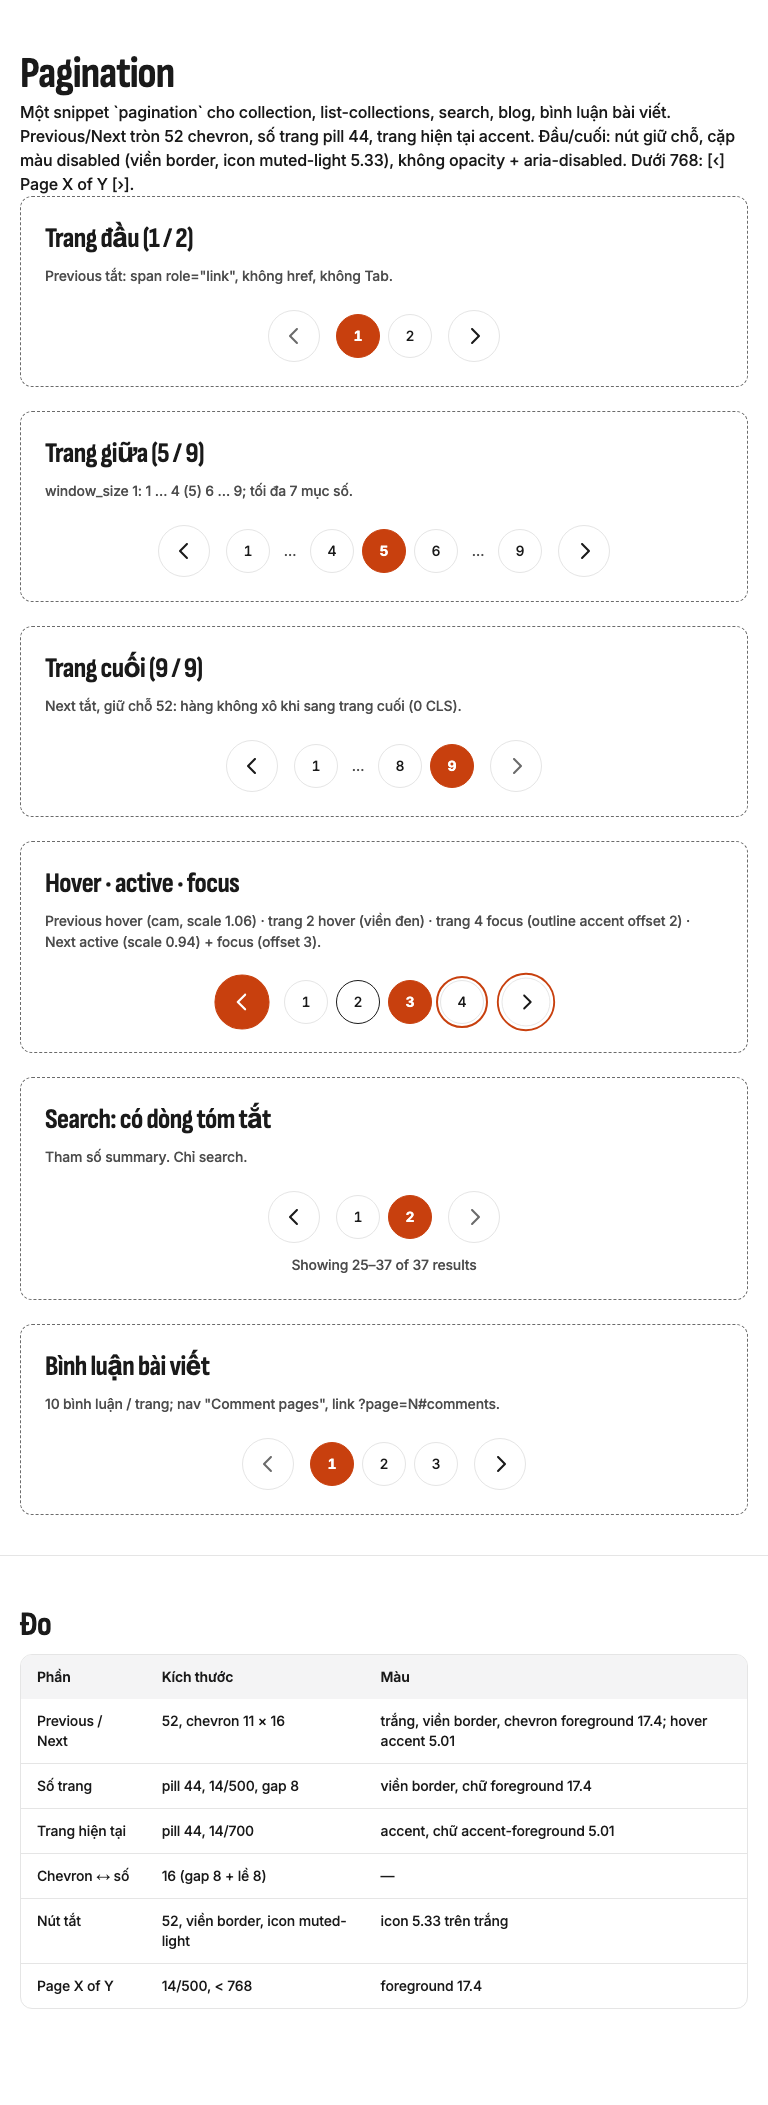 Pagination
Một snippet `pagination` cho collection, list-collections, search, blog, bình luận bài viết.
Previous/Next tròn 52 chevron, số trang pill 44, trang hiện tại accent. Đầu/cuối: nút giữ chỗ, cặp
màu disabled (viền border, icon muted-light 5.33), không opacity + aria-disabled. Dưới 768: [‹]
Page X of Y [›].
Trang đầu (1 / 2)
Previous tắt: span role="link", không href, không Tab.
1 2
Trang giữa (5 / 9)
window_size 1: 1 … 4 (5) 6 … 9; tối đa 7 mục số.
1 … 4 5 6 … 9
Trang cuối (9 / 9)
Next tắt, giữ chỗ 52: hàng không xô khi sang trang cuối (0 CLS).
1 … 8 9
Hover · active · focus
Previous hover (cam, scale 1.06) · trang 2 hover (viền đen) · trang 4 focus (outline accent offset 2) ·
Next active (scale 0.94) + focus (offset 3).
1 2 3 4
Search: có dòng tóm tắt
Tham số summary. Chỉ search.
1 2
Showing 25–37 of 37 results
Bình luận bài viết
10 bình luận / trang; nav "Comment pages", link ?page=N#comments.
1 2 3
Đo
Phần Kích thước Màu
Previous / Next 52, chevron 11 × 16 trắng, viền border, chevron foreground 17.4; hover accent 5.01
Số trang pill 44, 14/500, gap 8 viền border, chữ foreground 17.4
Trang hiện tại pill 44, 14/700 accent, chữ accent-foreground 5.01
Chevron ↔ số 16 (gap 8 + lề 8) —
Nút tắt 52, viền border, icon muted-light icon 5.33 trên trắng
Page X of Y 14/500, < 768 foreground 17.4